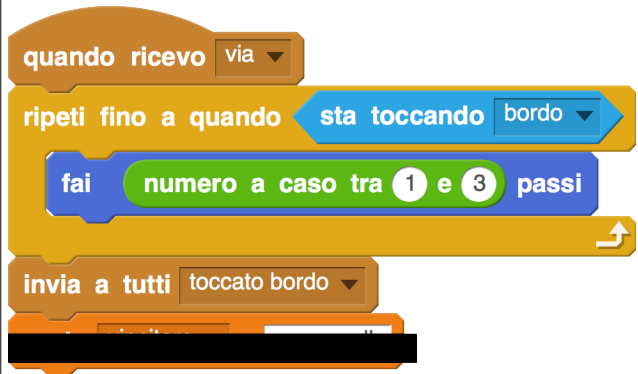 quando ricevo via
ripeti fino a quando sta toccando bordo
fai numero a caso tra 1 e 3 passi
invia a tutti toccato bordo